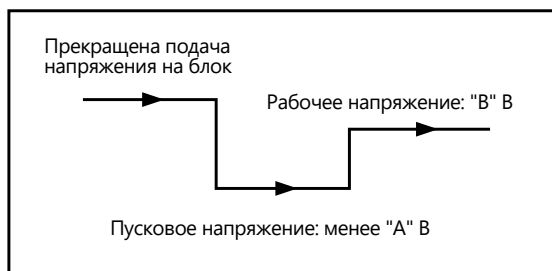 Прекращена подача
напряжения на блок
Рабочее напряжение: "B" В
Пусковое напряжение: менее "A" В